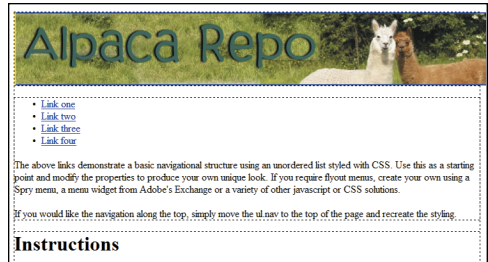 Alpaca Repo
Link one
Link two
Link three
Link four
The above links demonstrate a basic navigational structure using an unordered list styled with CSS. Use this as a starting
point and modify the properties to produce your own unique look. If you require flyout menus, create your own using a
Spry menu, a menu widget from Adobe's Exchange or a variety of other javascript or CSS solutions.
If you would like the navigation along the top, simply move the ul.nav to the top of the page and recreate the styling.
Instructions